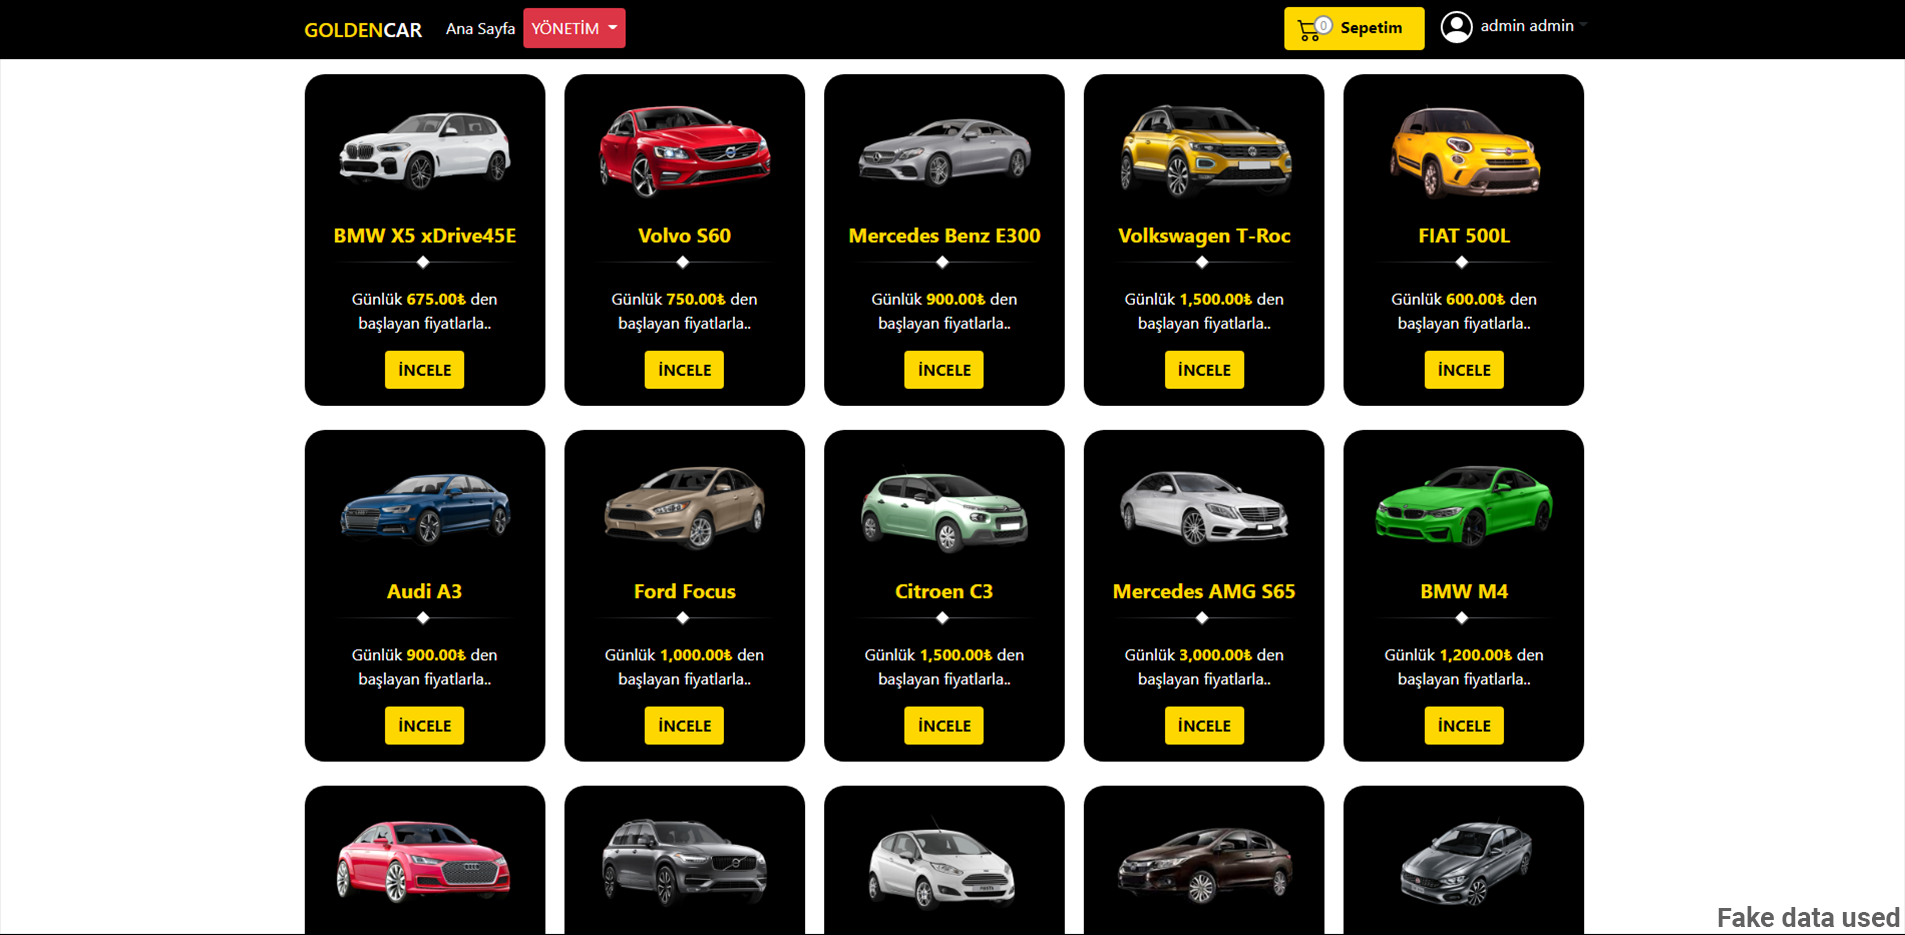 GOLDENCAR Ana Sayfa YÖNETİM 0 Sepetim admin admin
BMW X5 xDrive45E
Günlük 675.00₺ den
başlayan fiyatlarla..
İNCELE
Volvo S60
Günlük 750.00₺ den
başlayan fiyatlarla..
İNCELE
Mercedes Benz E300
Günlük 900.00₺ den
başlayan fiyatlarla..
İNCELE
Volkswagen T-Roc
Günlük 1,500.00₺ den
başlayan fiyatlarla..
İNCELE
FIAT 500L
Günlük 600.00₺ den
başlayan fiyatlarla..
İNCELE
Audi A3
Günlük 900.00₺ den
başlayan fiyatlarla..
İNCELE
Ford Focus
Günlük 1,000.00₺ den
başlayan fiyatlarla..
İNCELE
Citroen C3
Günlük 1,500.00₺ den
başlayan fiyatlarla..
İNCELE
Mercedes AMG S65
Günlük 3,000.00₺ den
başlayan fiyatlarla..
İNCELE
BMW M4
Günlük 1,200.00₺ den
başlayan fiyatlarla..
İNCELE
Fake data used